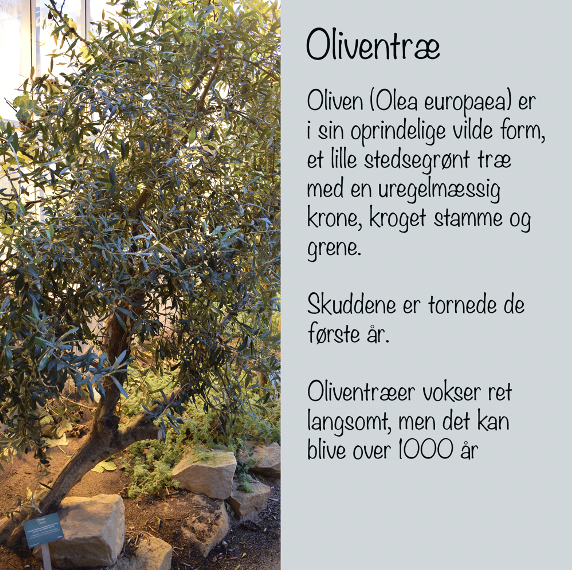 Oliventræ
Oliven (Olea europaea) er
i sin oprindelige vilde form,
et lille stedsegrønt træ
med en uregelmæssig
krone, kroget stamme og
grene.
Skuddene er tornede de
første år.
Oliventræer vokser ret
langsomt, men det kan
blive over 1000 år